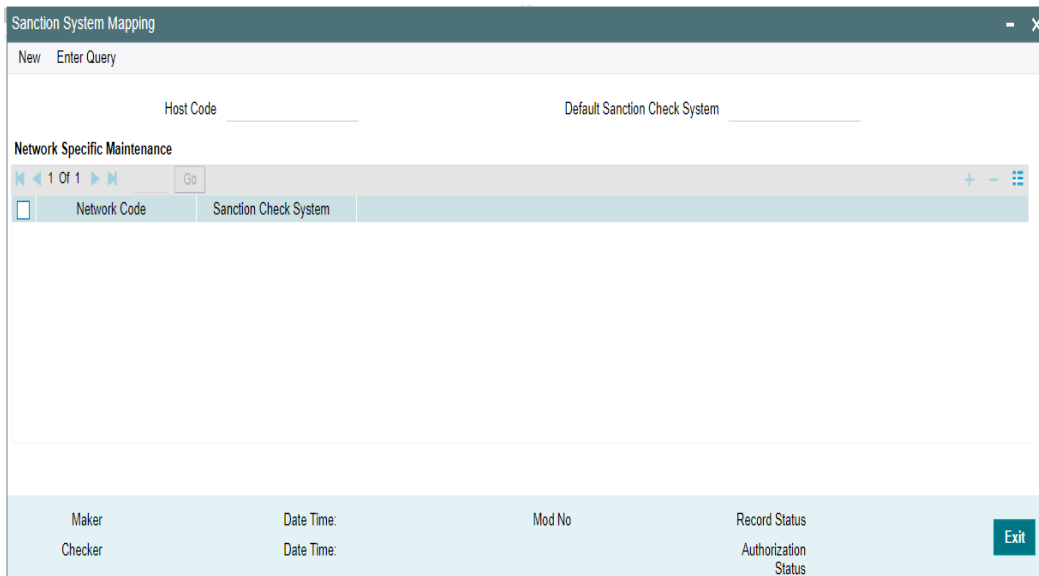 Sanction System Mapping
New Enter Query
Host Code Default Sanction Check System
Network Specific Maintenance
1 Of 1 Go
Network Code Sanction Check System
Maker Date Time: Mod No Record Status
Exit
Checker Date Time: Authorization
Status